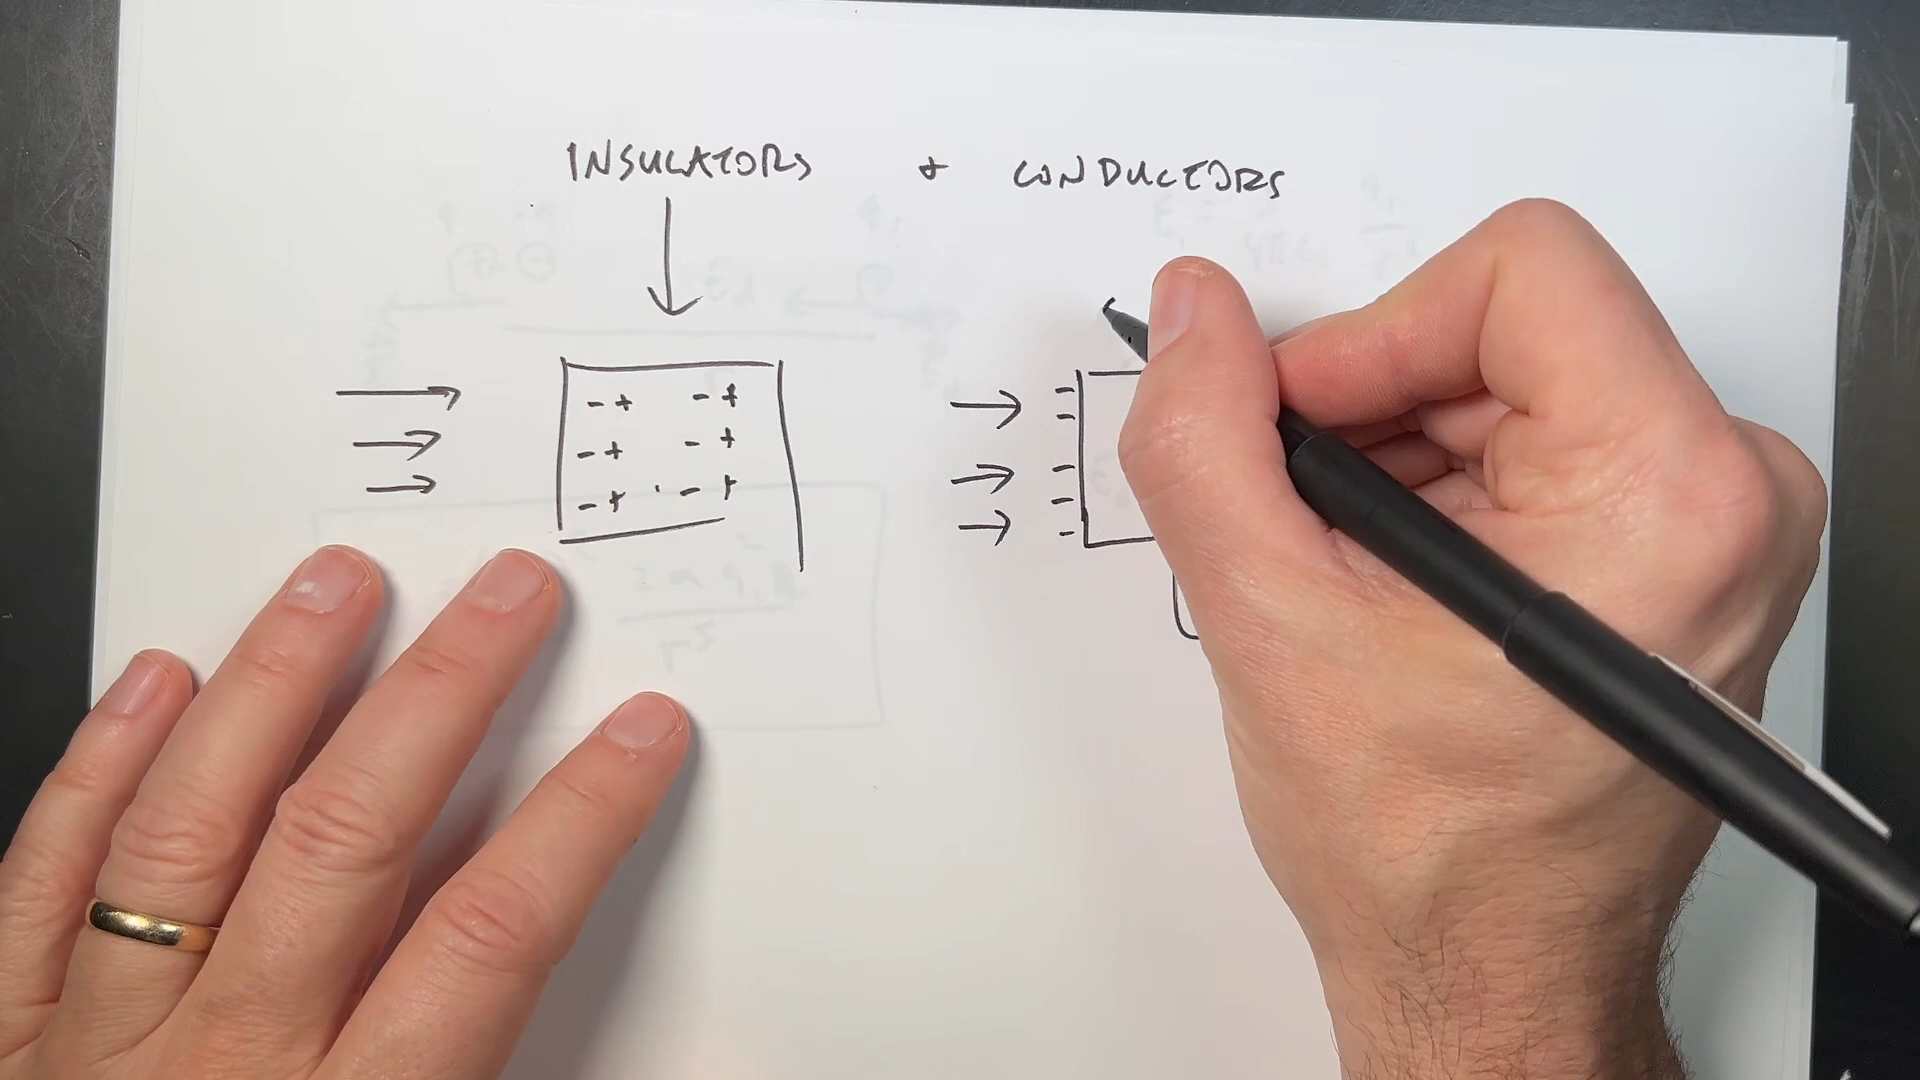 INSULATORS + CONDUCTORS
- + - +
- + - +
- + - +
-
-
-
-
-